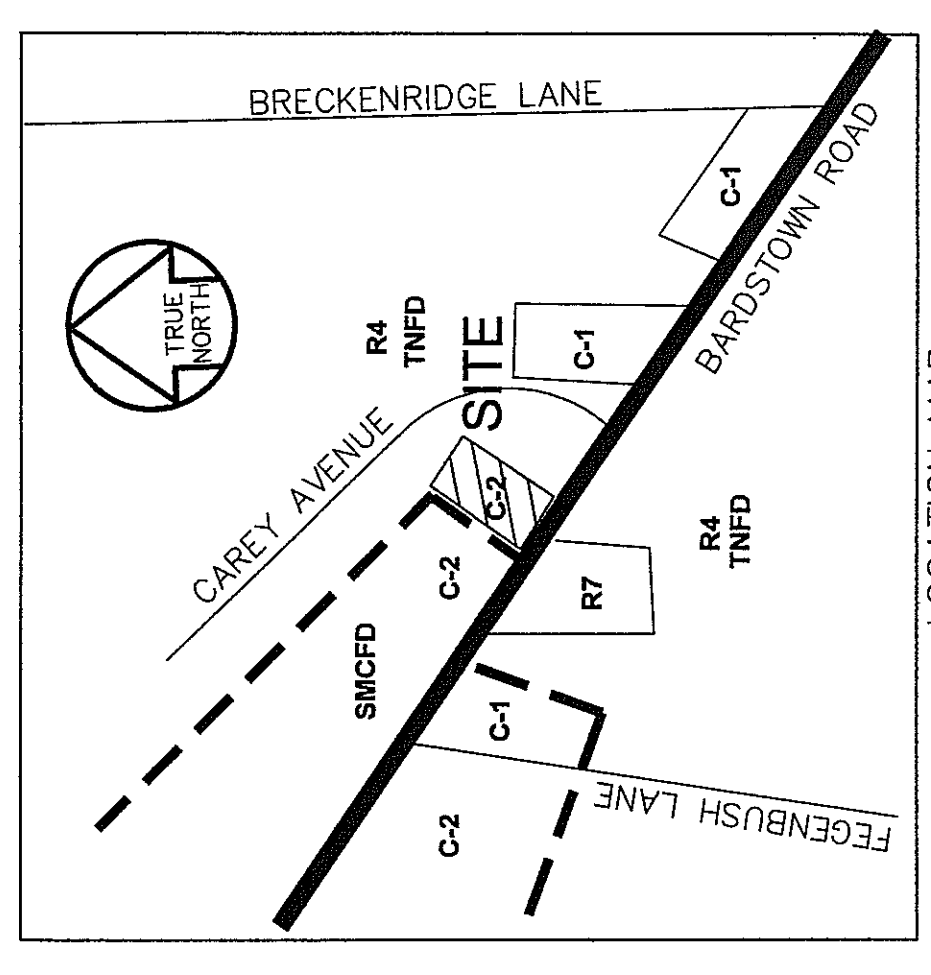 BRECKENRIDGE LANE
TRUE
NORTH
C-1
BARDSTOWN ROAD
R4
TNFD
SITE
C-1
CAREY AVENUE
C-2
C-2
SMCFD
R7
R4
TNFD
C-1
C-2
FEGENBUSH LANE